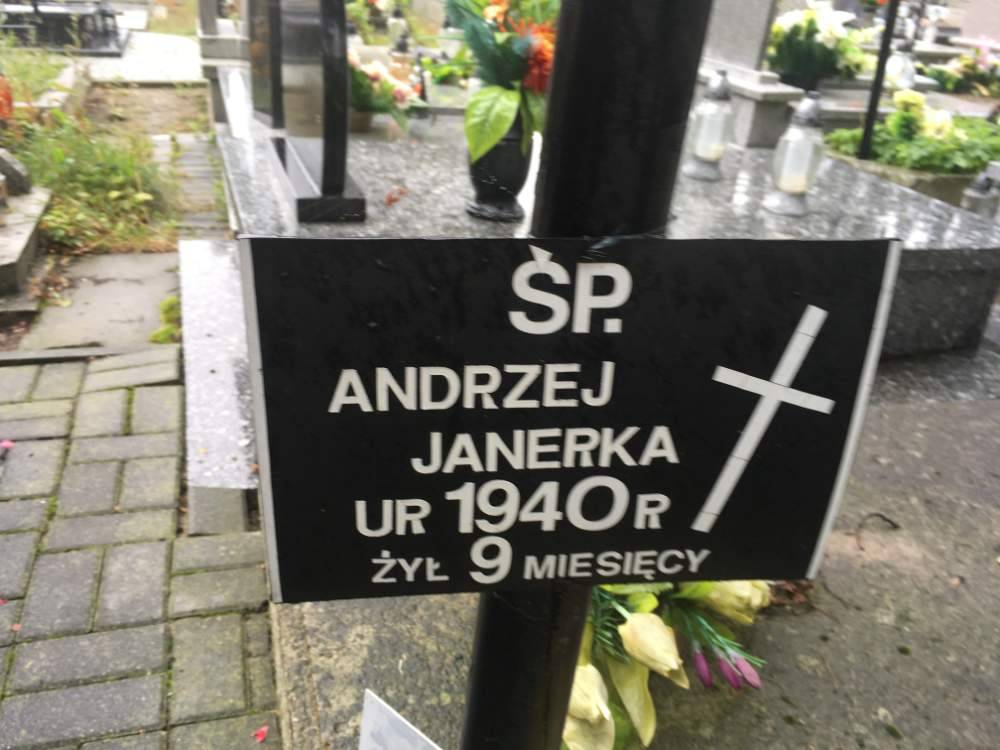 ŚP.
ANDRZEJ
JANERKA
UR 1940 R
ŻYŁ 9 MIESIĘCY